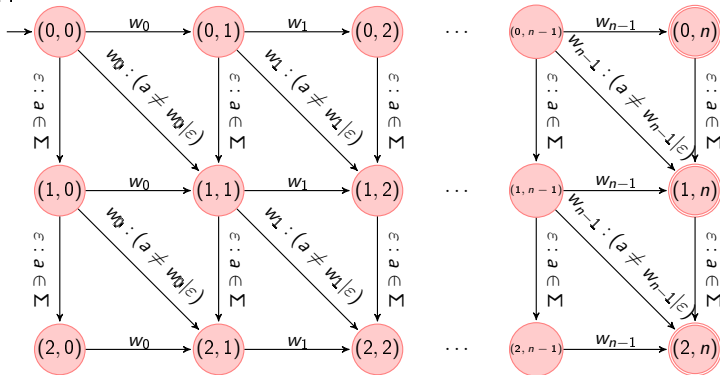 w₀ w₁ wₙ₋₁
(0, 0) (0, 1) (0, 2) ··· (0, n − 1) (0, n)
ε : a ∈ Σ w₀ : (a ≠ w₀|ε) ε : a ∈ Σ w₁ : (a ≠ w₁|ε) ε : a ∈ Σ ε : a ∈ Σ wₙ₋₁ : (a ≠ wₙ₋₁|ε) ε : a ∈ Σ
w₀ w₁ wₙ₋₁
(1, 0) (1, 1) (1, 2) ··· (1, n − 1) (1, n)
ε : a ∈ Σ w₀ : (a ≠ w₀|ε) ε : a ∈ Σ w₁ : (a ≠ w₁|ε) ε : a ∈ Σ ε : a ∈ Σ wₙ₋₁ : (a ≠ wₙ₋₁|ε) ε : a ∈ Σ
w₀ w₁ wₙ₋₁
(2, 0) (2, 1) (2, 2) ··· (2, n − 1) (2, n)